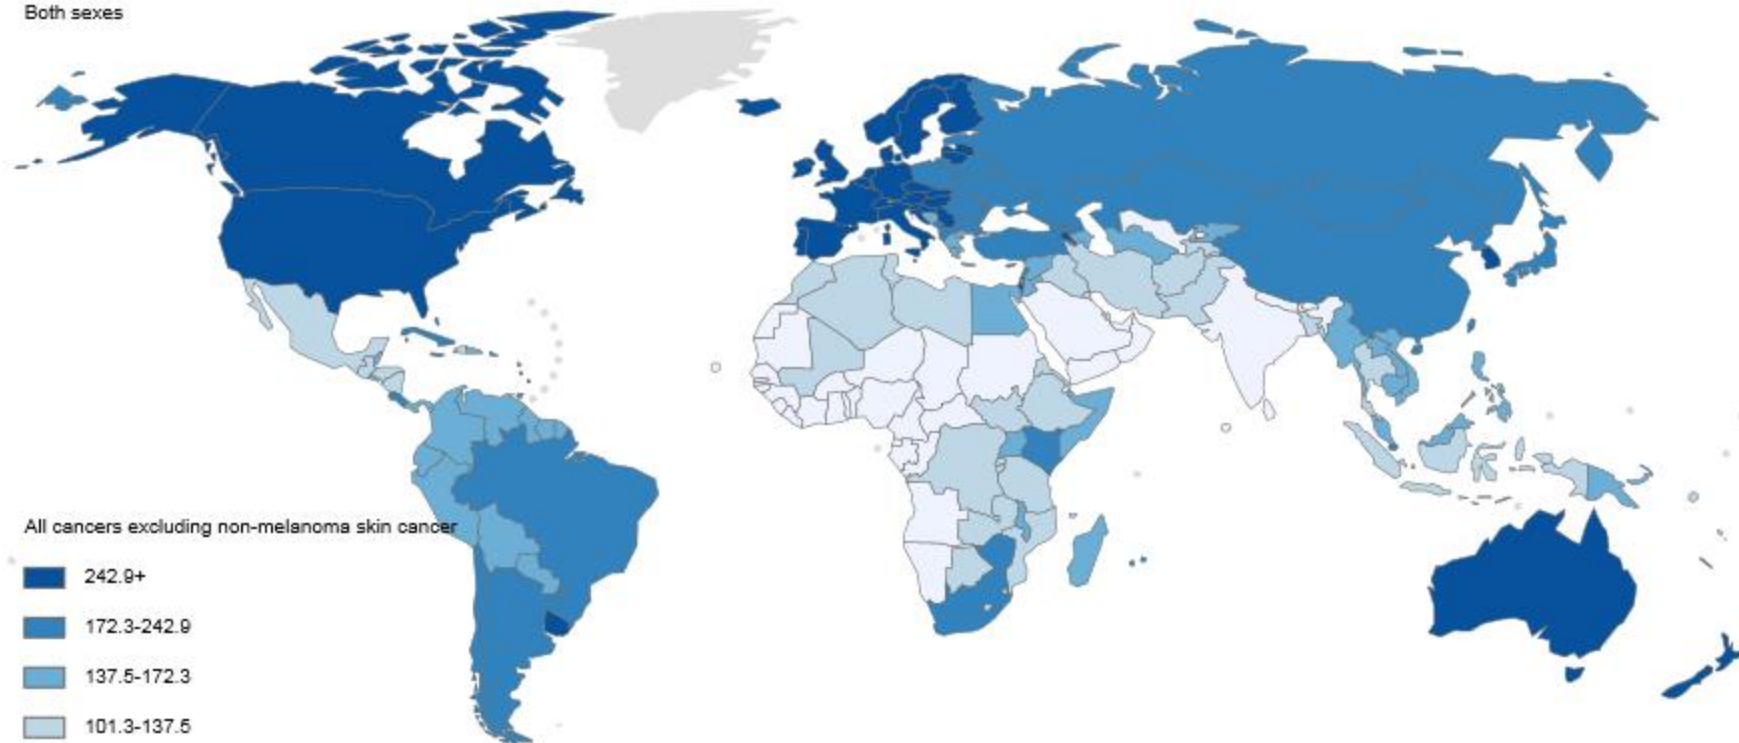 Both sexes
All cancers excluding non-melanoma skin cancer
242.9+
172.3-242.9
137.5-172.3
101.3-137.5